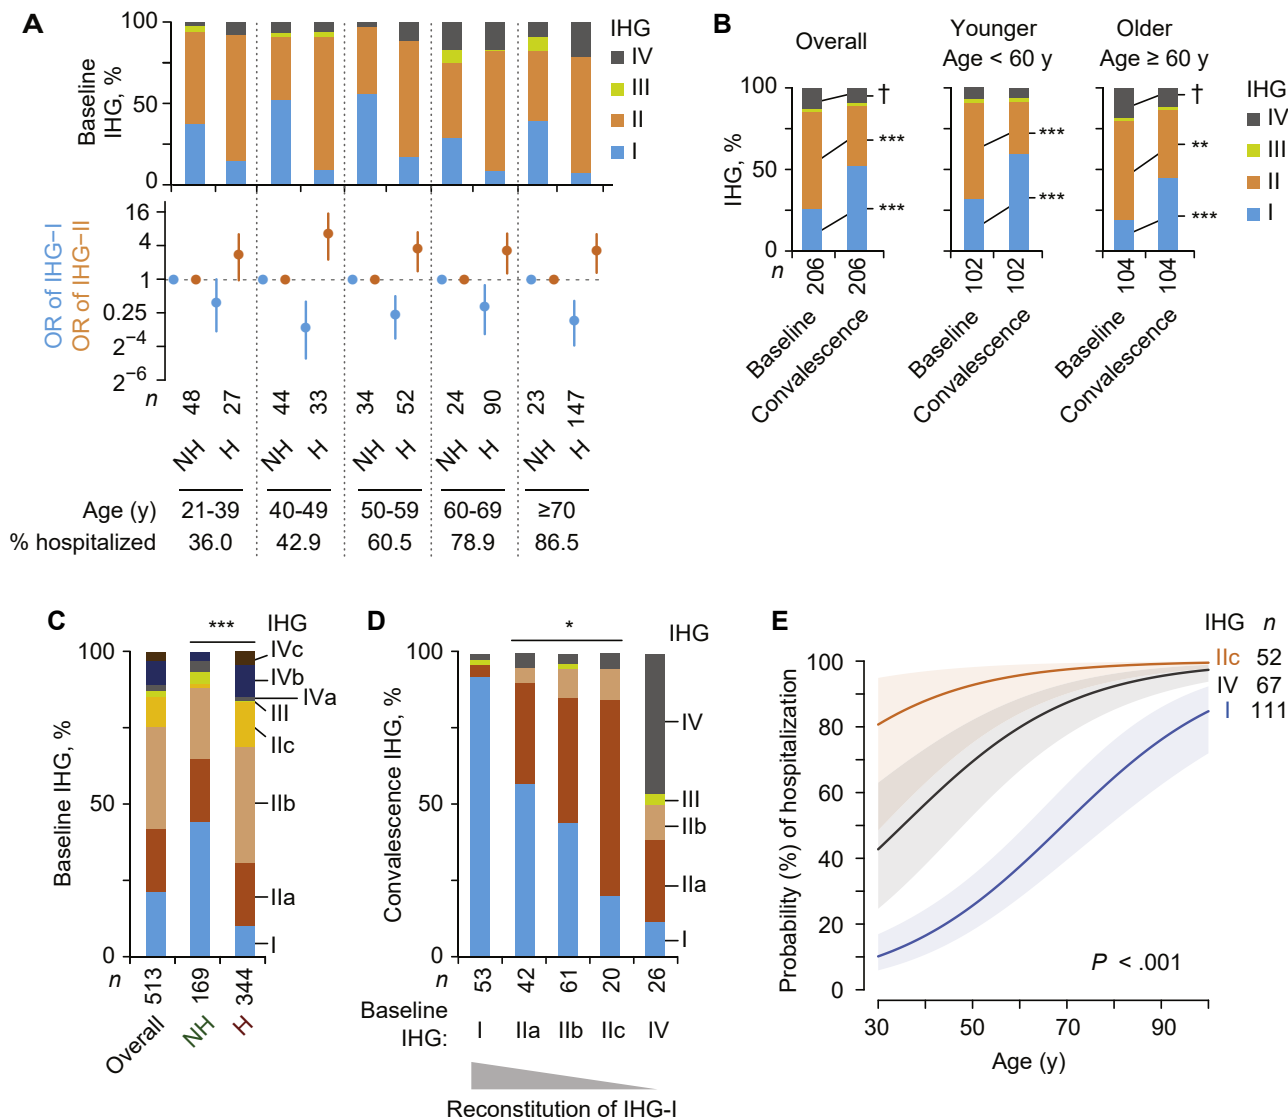 A
Baseline
IHG, %
100
50
0
IHG
IV
III
II
I
OR of IHG−I
OR of IHG−II
16
4
1
0.25
2−4
2−6
n
48
27
44
33
34
52
24
90
23
147
NH
H
NH
H
NH
H
NH
H
NH
H
Age (y)
21-39
40-49
50-59
60-69
≥70
% hospitalized
36.0
42.9
60.5
78.9
86.5
B
Overall
Younger
Age < 60 y
Older
Age ≥ 60 y
IHG, %
100
50
0
†
***
***
***
***
†
**
***
IHG
IV
III
II
I
n
206
206
102
102
104
104
Baseline
Convalescence
Baseline
Convalescence
Baseline
Convalescence
C
***
IHG
Baseline IHG, %
100
50
0
IVc
IVb
IVa
III
IIc
IIb
IIa
I
n
513
169
344
Overall
NH
H
D
*
IHG
Convalescence IHG, %
100
50
0
IV
III
IIb
IIa
I
n
53
42
61
20
26
Baseline
IHG:
I
IIa
IIb
IIc
IV
Reconstitution of IHG-I
E
IHG n
IIc 52
IV 67
I 111
Probability (%) of hospitalization
100
80
60
40
20
0
P < .001
30
50
70
90
Age (y)